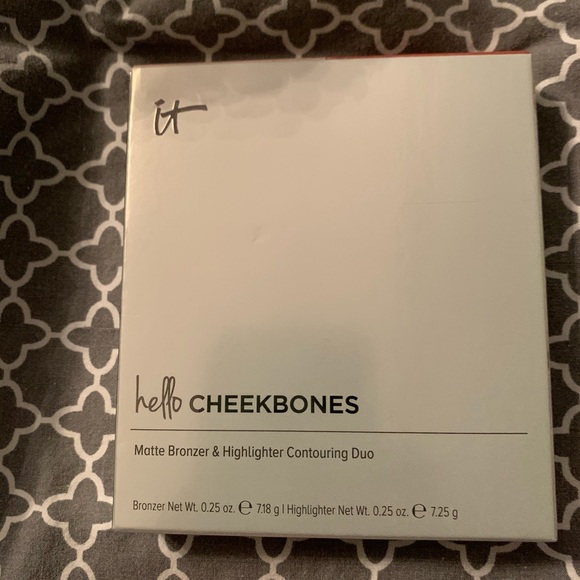 it
hello CHEEKBONES
Matte Bronzer & Highlighter Contouring Duo
Bronzer Net Wt. 0.25 oz. ℮ 7.18 g | Highlighter Net Wt. 0.25 oz. ℮ 7.25 g